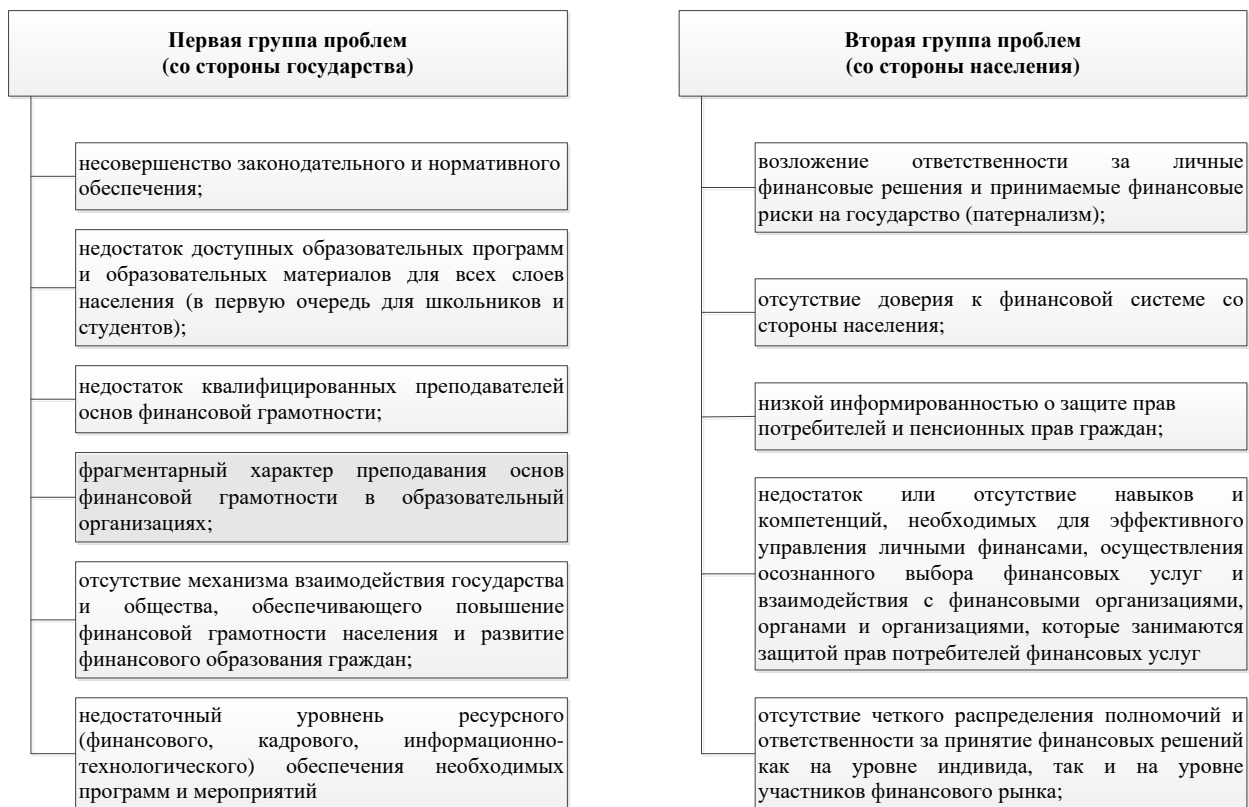 Первая группа проблем
(со стороны государства)
несовершенство законодательного и нормативного
обеспечения;
недостаток доступных образовательных программ
и образовательных материалов для всех слоев
населения (в первую очередь для школьников и
студентов);
недостаток квалифицированных преподавателей
основ финансовой грамотности;
фрагментарный характер преподавания основ
финансовой грамотности в образовательный
организациях;
отсутствие механизма взаимодействия государства
и общества, обеспечивающего повышение
финансовой грамотности населения и развитие
финансового образования граждан;
недостаточный уровнень ресурсного
(финансового, кадрового, информационно-
технологического) обеспечения необходимых
программ и мероприятий
Вторая группа проблем
(со стороны населения)
возложение ответственности за личные
финансовые решения и принимаемые финансовые
риски на государство (патернализм);
отсутствие доверия к финансовой системе со
стороны населения;
низкой информированностью о защите прав
потребителей и пенсионных прав граждан;
недостаток или отсутствие навыков и
компетенций, необходимых для эффективного
управления личными финансами, осуществления
осознанного выбора финансовых услуг и
взаимодействия с финансовыми организациями,
органами и организациями, которые занимаются
защитой прав потребителей финансовых услуг
отсутствие четкого распределения полномочий и
ответственности за принятие финансовых решений
как на уровне индивида, так и на уровне
участников финансового рынка;